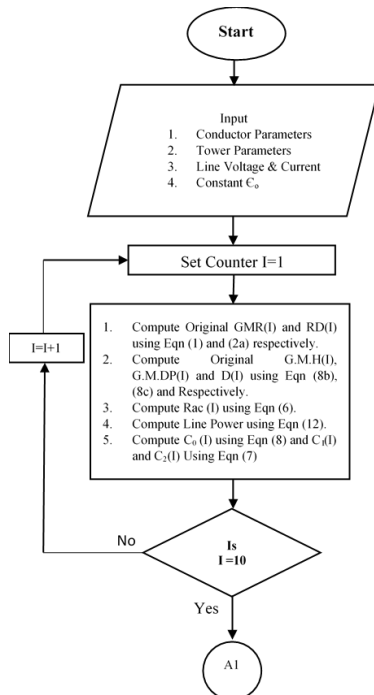 Start
Input
1. Conductor Parameters
2. Tower Parameters
3. Line Voltage & Current
4. Constant Єo
Set Counter I=1
I=I+1
1. Compute Original GMR(I) and RD(I)
using Eqn (1) and (2a) respectively.
2. Compute Original G.M.H(I),
G.M.DP(I) and D(I) using Eqn (8b),
(8c) and Respectively.
3. Compute Rac (I) using Eqn (6).
4. Compute Line Power using Eqn (12).
5. Compute C0 (I) using Eqn (8) and C1(I)
and C2(I) Using Eqn (7)
No
Is
I =10
Yes
A1